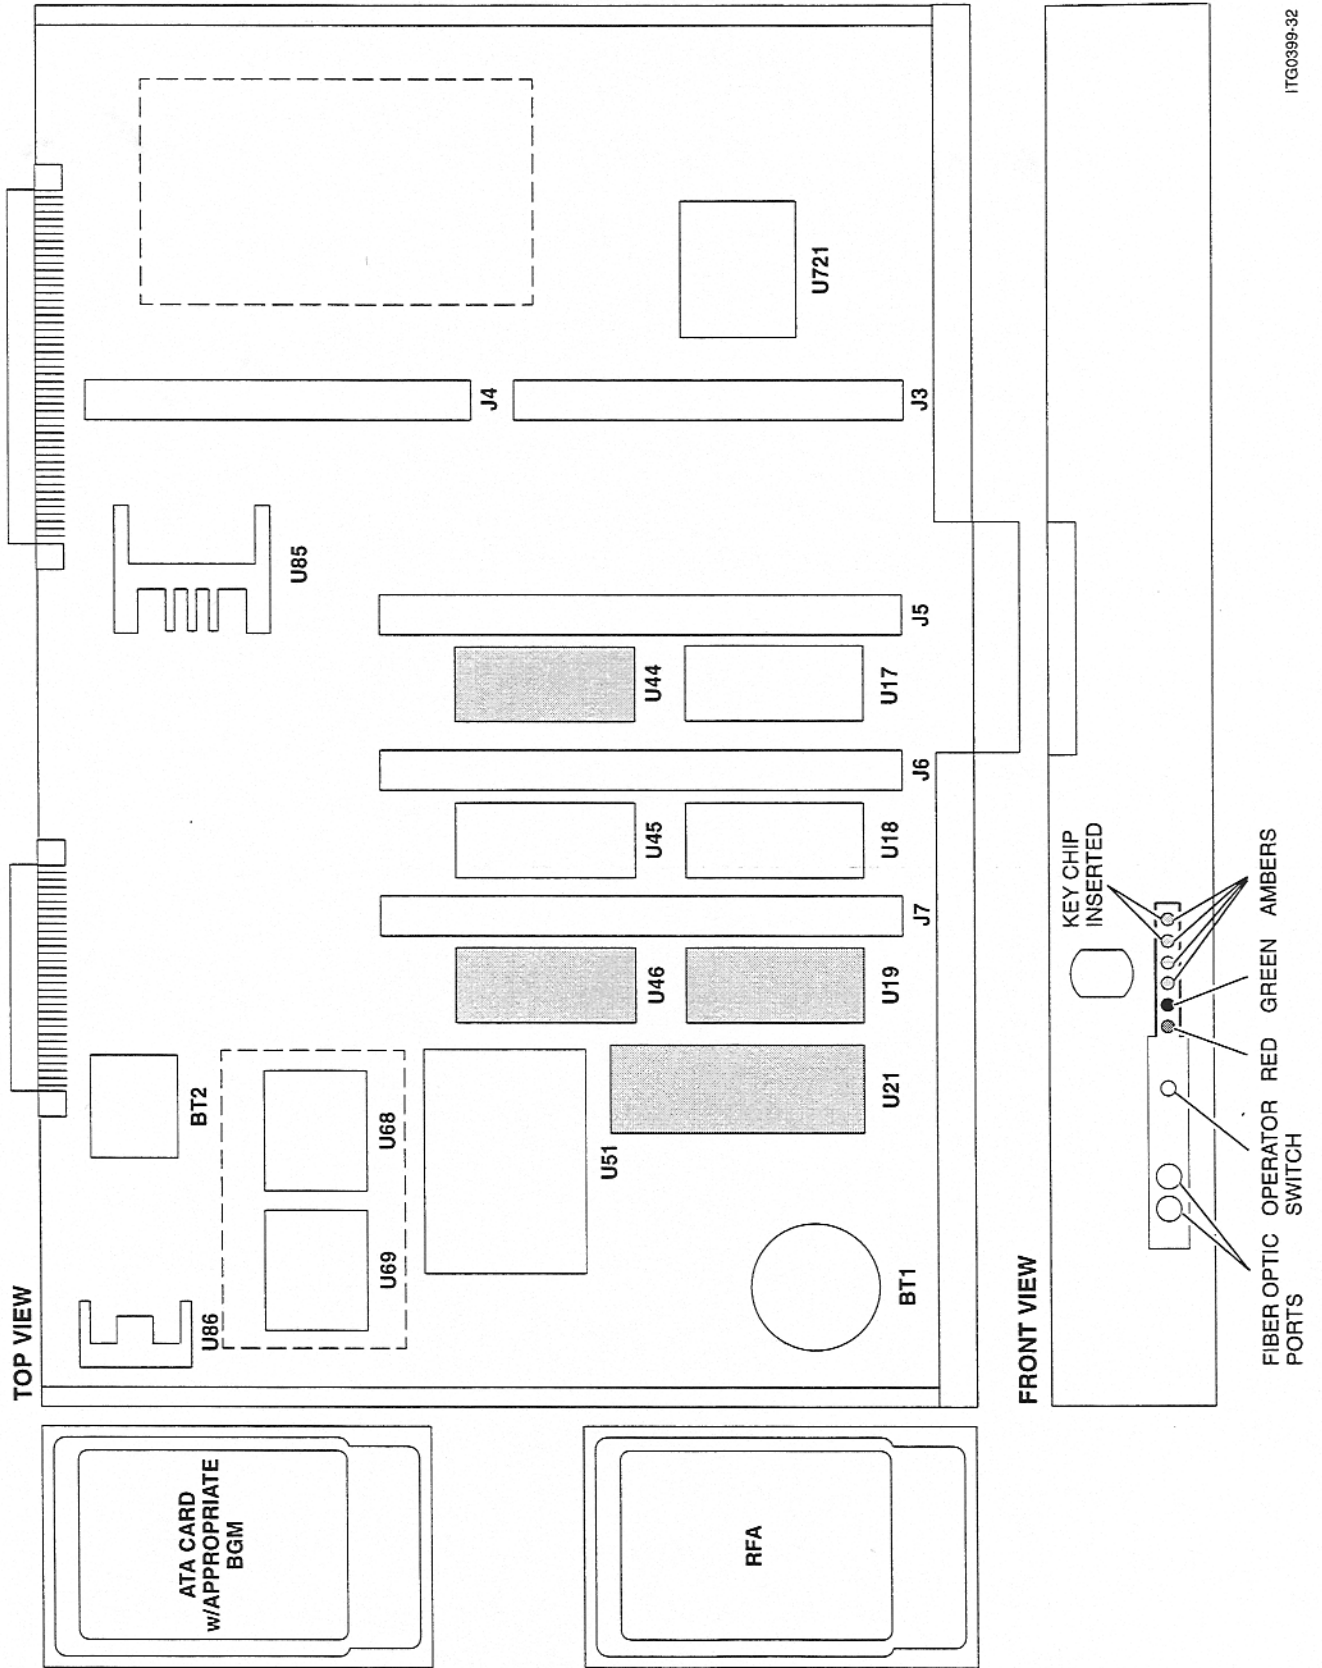 TOP VIEW
ATA CARD
w/APPROPRIATE
BGM
RFA
U86
BT2
U69
U68
U51
BT1
U21
U46
U19
J7
U45
U18
J6
U44
U17
J5
U85
J4
J3
U721
FRONT VIEW
KEY CHIP
INSERTED
FIBER OPTIC
PORTS
OPERATOR
SWITCH
RED
GREEN
AMBERS
ITG0399-32